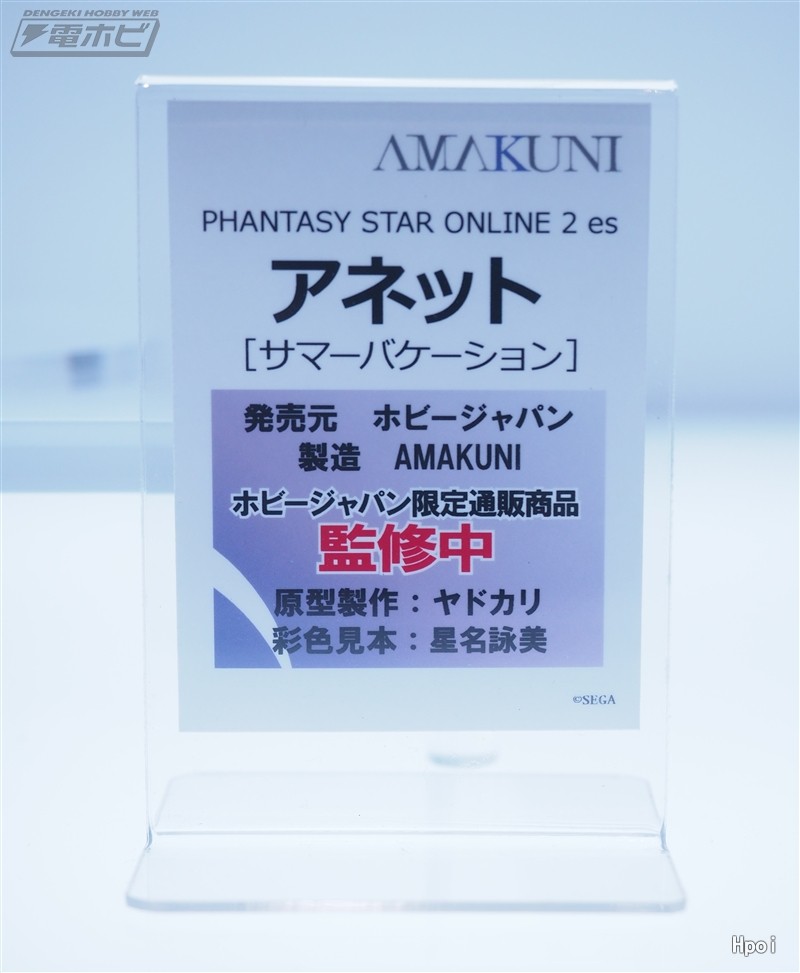 DENGEKI HOBBY WEB
電ホビ
AMAKUNI
PHANTASY STAR ONLINE 2 es
アネット
[サマーバケーション]
発売元　ホビージャパン
製造　AMAKUNI
ホビージャパン限定通販商品
監修中
原型製作：ヤドカリ
彩色見本：星名詠美
©SEGA
Hpoi